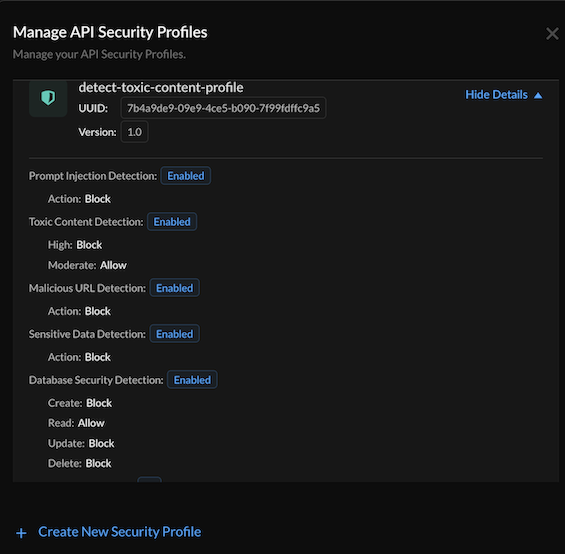 Manage API Security Profiles
Manage your API Security Profiles.
detect-toxic-content-profile
Hide Details
UUID: 7b4a9de9-09e9-4ce5-b090-7f99fdffc9a5
Version: 1.0
Prompt Injection Detection: Enabled
Action: Block
Toxic Content Detection: Enabled
High: Block
Moderate: Allow
Malicious URL Detection: Enabled
Action: Block
Sensitive Data Detection: Enabled
Action: Block
Database Security Detection: Enabled
Create: Block
Read: Allow
Update: Block
Delete: Block
+ Create New Security Profile